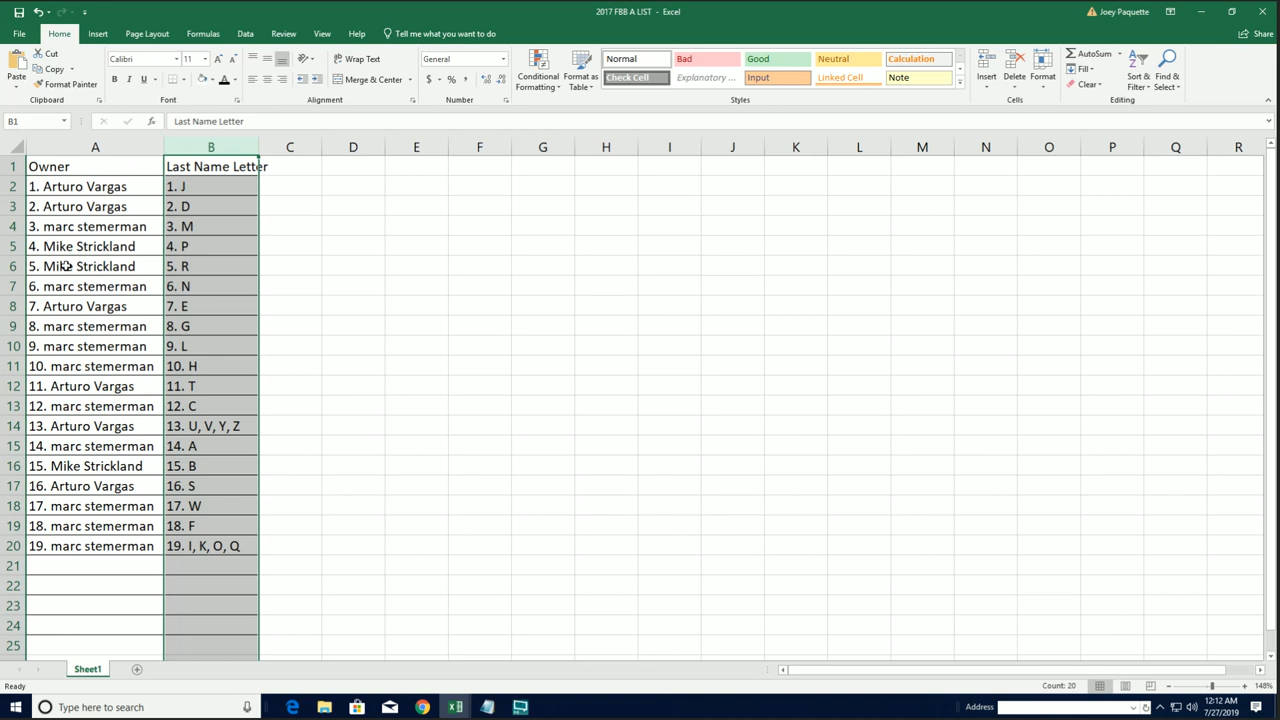 2017 FBB A LIST - Excel
Joey Paquette
File Home Insert Page Layout Formulas Data Review View Help Tell me what you want to do Share
Paste Cut Copy Format Painter Clipboard
Calibri 11 Font
Wrap Text Merge & Center Alignment
General Number
Conditional Formatting Format as Table
Normal Bad Good Neutral Calculation
Check Cell Explanatory ... Input Linked Cell Note
Styles
Insert Delete Format Cells
AutoSum Fill Clear Sort & Filter Find & Select Editing
B1 Last Name Letter
A B C D E F G H I J K L M N O P Q R
1 Owner Last Name Letter
2 1. Arturo Vargas 1. J
3 2. Arturo Vargas 2. D
4 3. marc stemerman 3. M
5 4. Mike Strickland 4. P
6 5. Mike Strickland 5. R
7 6. marc stemerman 6. N
8 7. Arturo Vargas 7. E
9 8. marc stemerman 8. G
10 9. marc stemerman 9. L
11 10. marc stemerman 10. H
12 11. Arturo Vargas 11. T
13 12. marc stemerman 12. C
14 13. Arturo Vargas 13. U, V, Y, Z
15 14. marc stemerman 14. A
16 15. Mike Strickland 15. B
17 16. Arturo Vargas 16. S
18 17. marc stemerman 17. W
19 18. marc stemerman 18. F
20 19. marc stemerman 19. I, K, O, Q
21
22
23
24
25
Sheet1
Ready Count: 20 148%
Type here to search Address 12:12 AM
7/27/2019